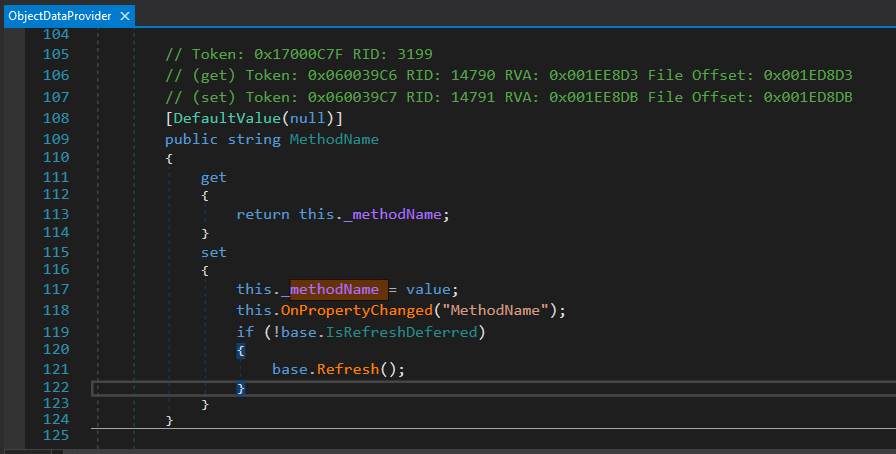 ObjectDataProvider ×
104
105 // Token: 0x17000C7F RID: 3199
106 // (get) Token: 0x060039C6 RID: 14790 RVA: 0x001EE8D3 File Offset: 0x001ED8D3
107 // (set) Token: 0x060039C7 RID: 14791 RVA: 0x001EE8DB File Offset: 0x001ED8DB
108 [DefaultValue(null)]
109 public string MethodName
110 {
111 get
112 {
113 return this._methodName;
114 }
115 set
116 {
117 this._methodName = value;
118 this.OnPropertyChanged("MethodName");
119 if (!base.IsRefreshDeferred)
120 {
121 base.Refresh();
122 }
123 }
124 }
125